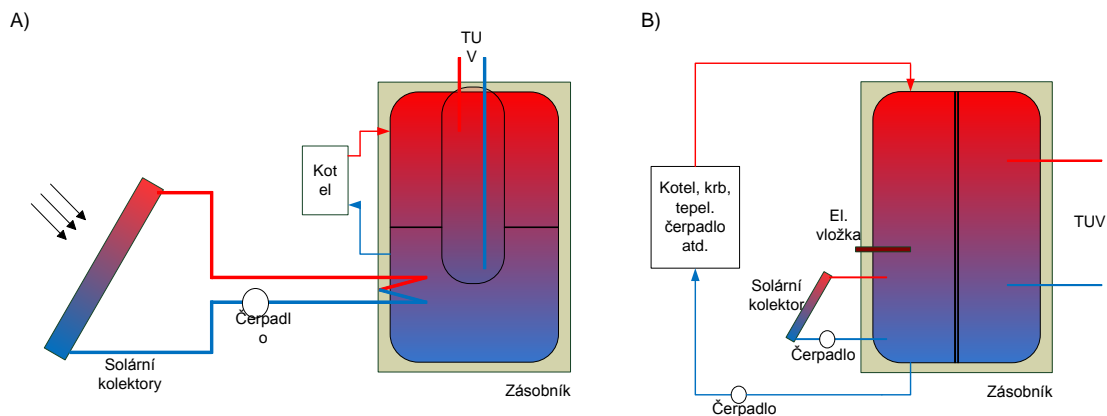 A)
TU
V
Kot
el
Čerpadl
o
Solární
kolektory
Zásobník
B)
Kotel, krb,
tepel.
čerpadlo
atd.
El.
vložka
TUV
Solární
kolektor
Čerpadlo
Čerpadlo
Zásobník